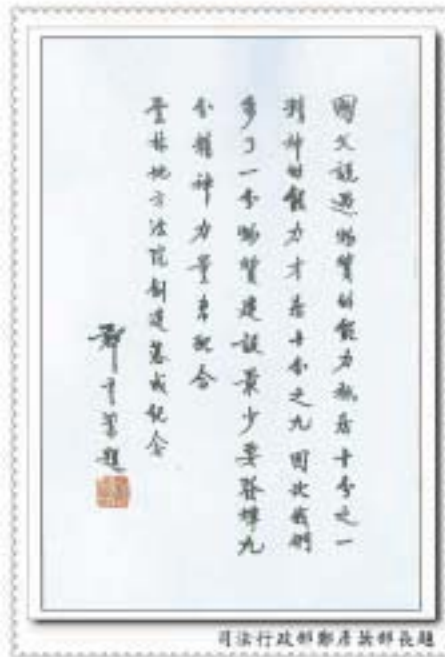 國父說過物質的能力祇居十分之一
精神的能力才居十分之九因此我們
多了一分物質建設最少要發揮九
分精神力量來配合
雲林地方法院創建落成紀念
鄭彥棻題
司法行政部鄭彥棻部長題